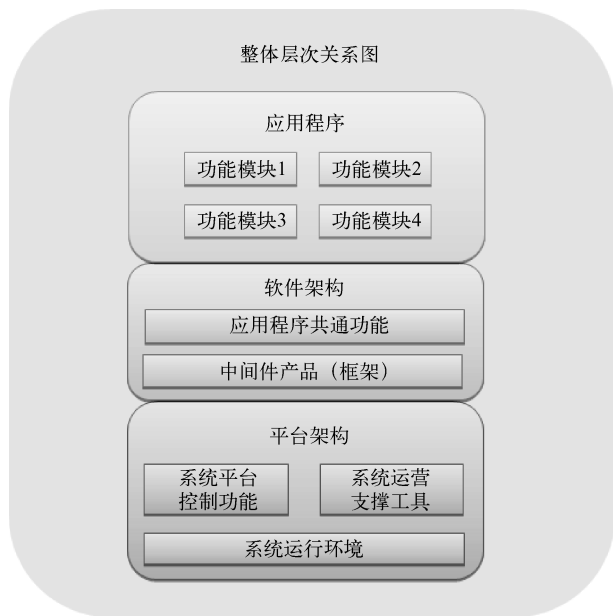 整体层次关系图
应用程序
功能模块1 功能模块2
功能模块3 功能模块4
软件架构
应用程序共通功能
中间件产品（框架）
平台架构
系统平台
控制功能
系统运营
支撑工具
系统运行环境